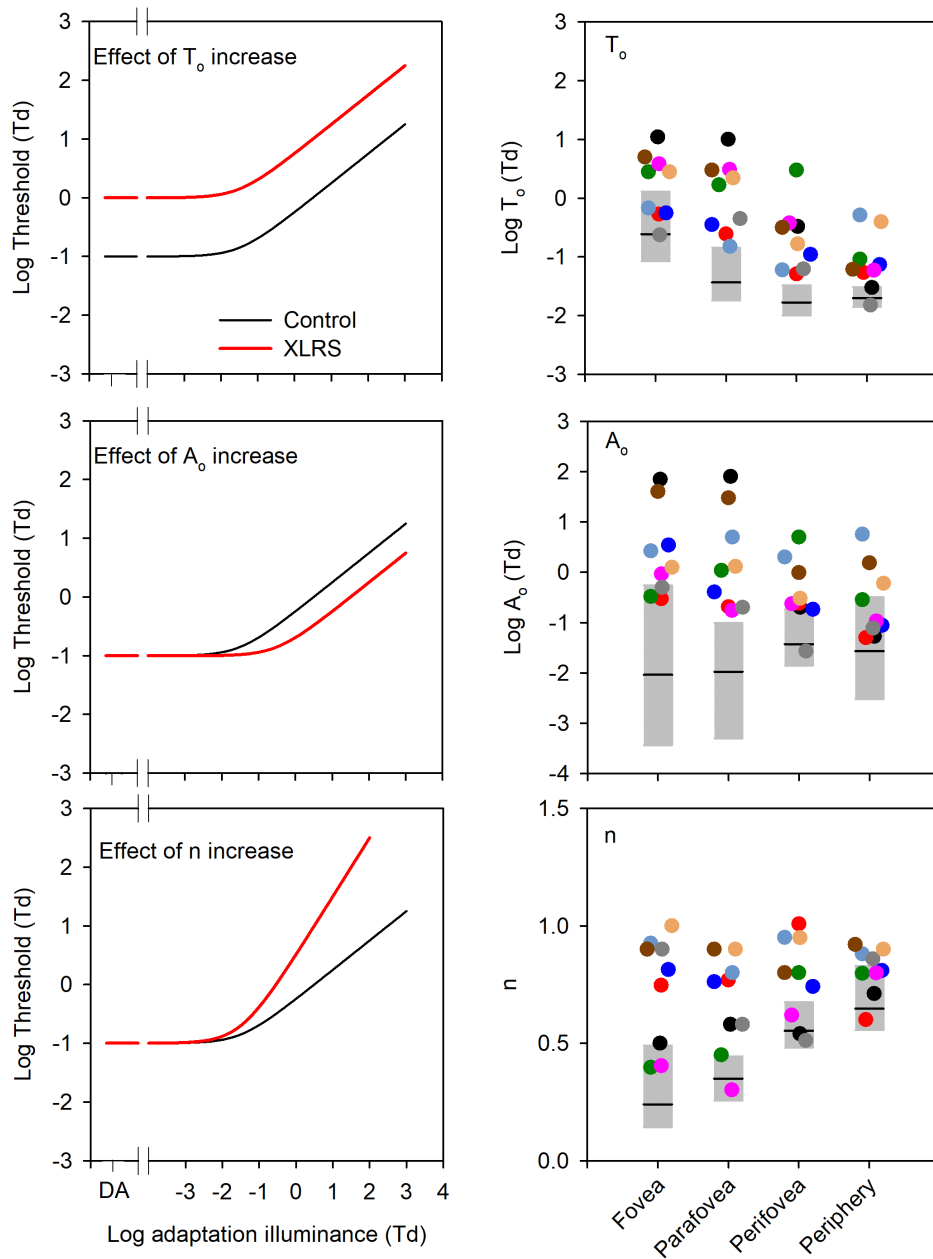 3
2
1
0
-1
-2
-3
Log Threshold (Td)
Effect of To increase
Control
XLRS
3
2
1
0
-1
-2
-3
Log To (Td)
To
3
2
1
0
-1
-2
-3
Log Threshold (Td)
Effect of Ao increase
3
2
1
0
-1
-2
-3
-4
Log Ao (Td)
Ao
3
2
1
0
-1
-2
-3
Log Threshold (Td)
Effect of n increase
DA -3 -2 -1 0 1 2 3 4
Log adaptation illuminance (Td)
1.5
1.0
0.5
0.0
n
n
Fovea
Parafovea
Perifovea
Periphery